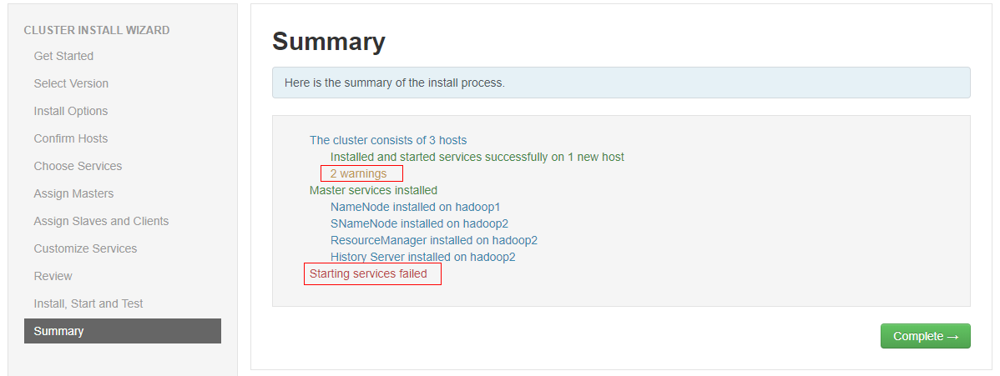 CLUSTER INSTALL WIZARD
Get Started
Select Version
Install Options
Confirm Hosts
Choose Services
Assign Masters
Assign Slaves and Clients
Customize Services
Review
Install, Start and Test
Summary
Summary
Here is the summary of the install process.
The cluster consists of 3 hosts
Installed and started services successfully on 1 new host
2 warnings
Master services installed
NameNode installed on hadoop1
SNameNode installed on hadoop2
ResourceManager installed on hadoop2
History Server installed on hadoop2
Starting services failed
Complete →